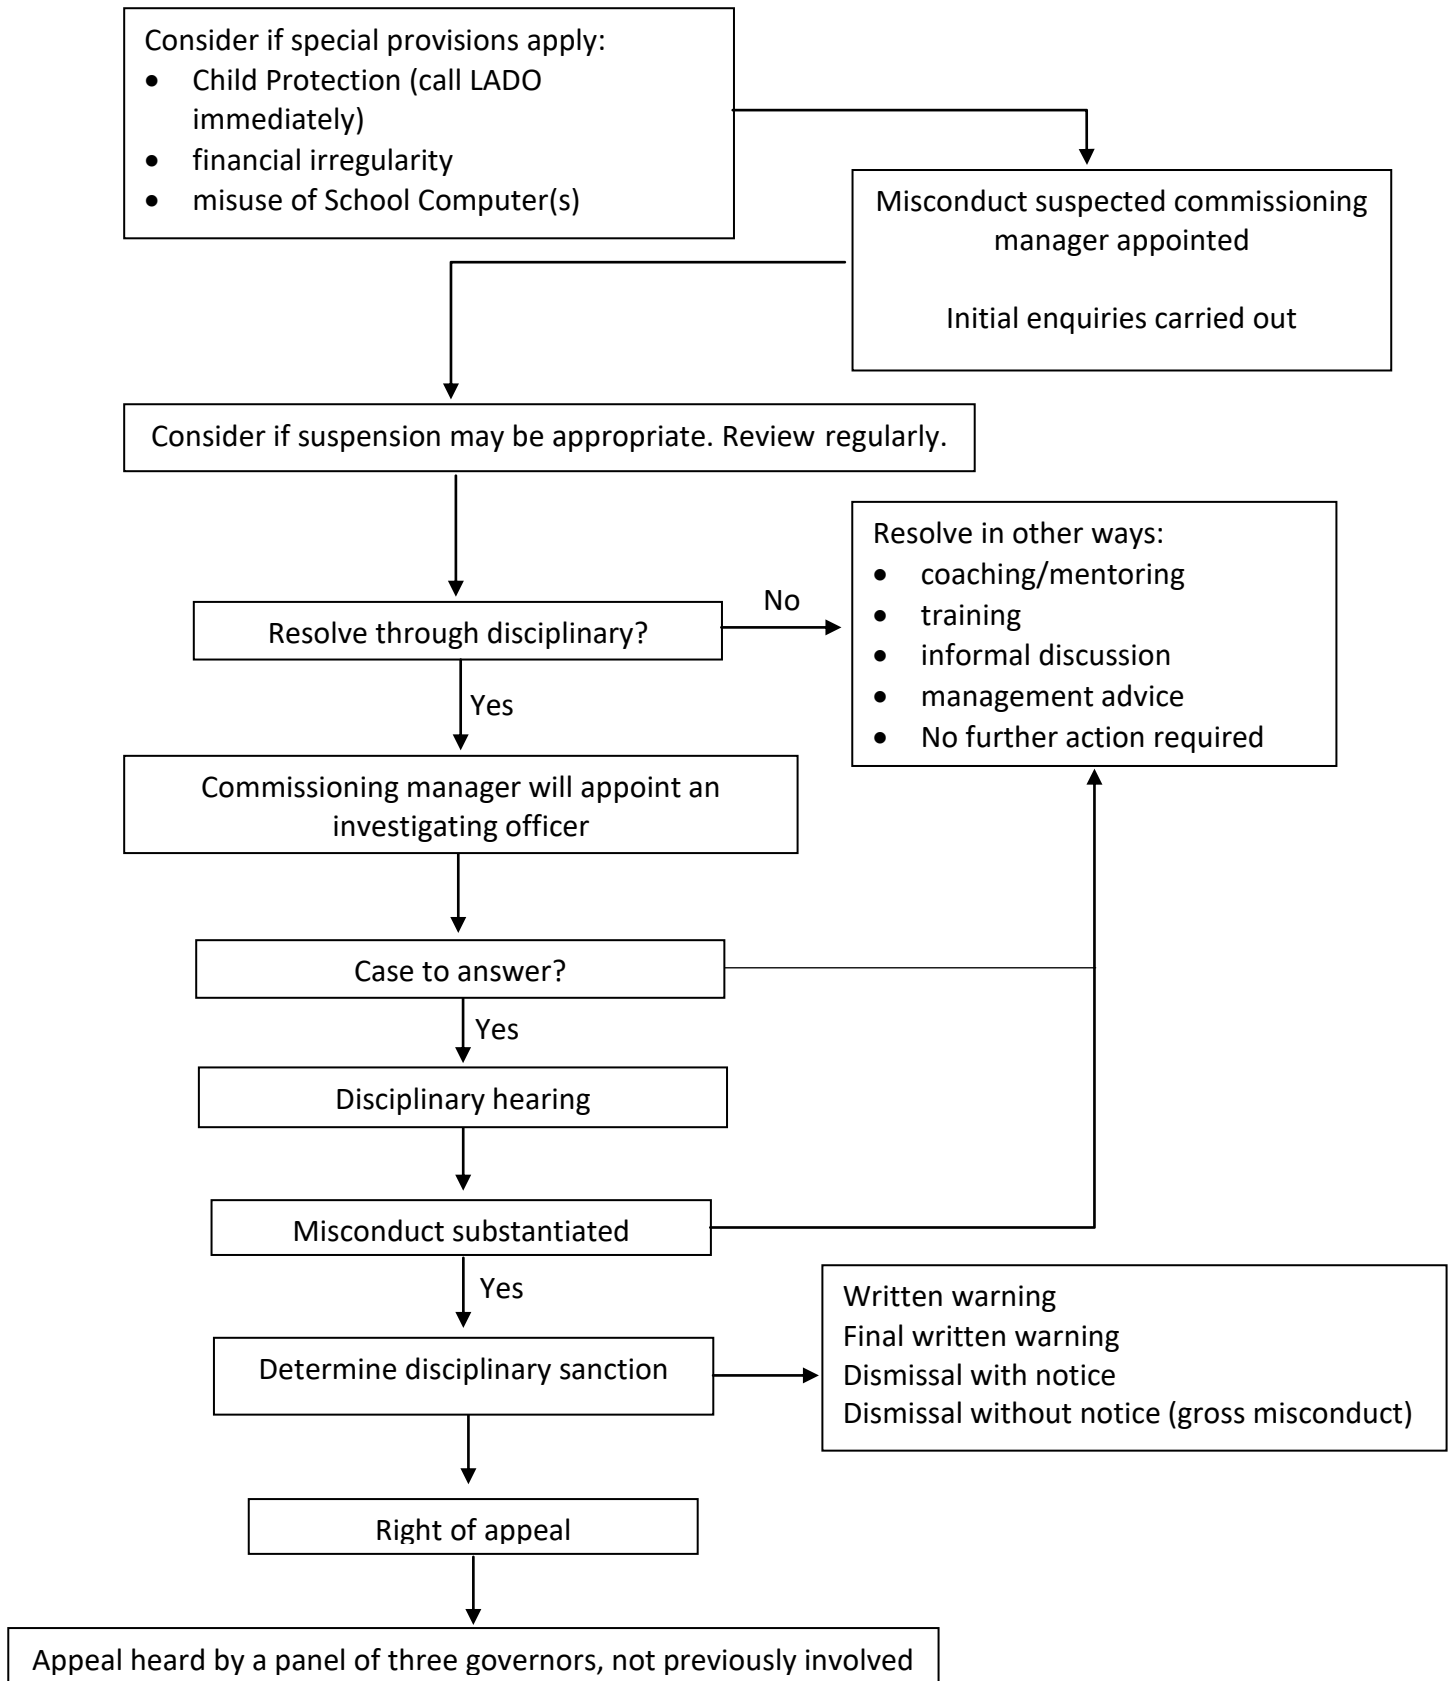 Consider if special provisions apply:
• Child Protection (call LADO
immediately)
• financial irregularity
• misuse of School Computer(s)
Misconduct suspected commissioning
manager appointed
Initial enquiries carried out
Consider if suspension may be appropriate. Review regularly.
Resolve through disciplinary?
No
Resolve in other ways:
• coaching/mentoring
• training
• informal discussion
• management advice
• No further action required
Yes
Commissioning manager will appoint an
investigating officer
Case to answer?
Yes
Disciplinary hearing
Misconduct substantiated
Yes
Determine disciplinary sanction
Written warning
Final written warning
Dismissal with notice
Dismissal without notice (gross misconduct)
Right of appeal
Appeal heard by a panel of three governors, not previously involved